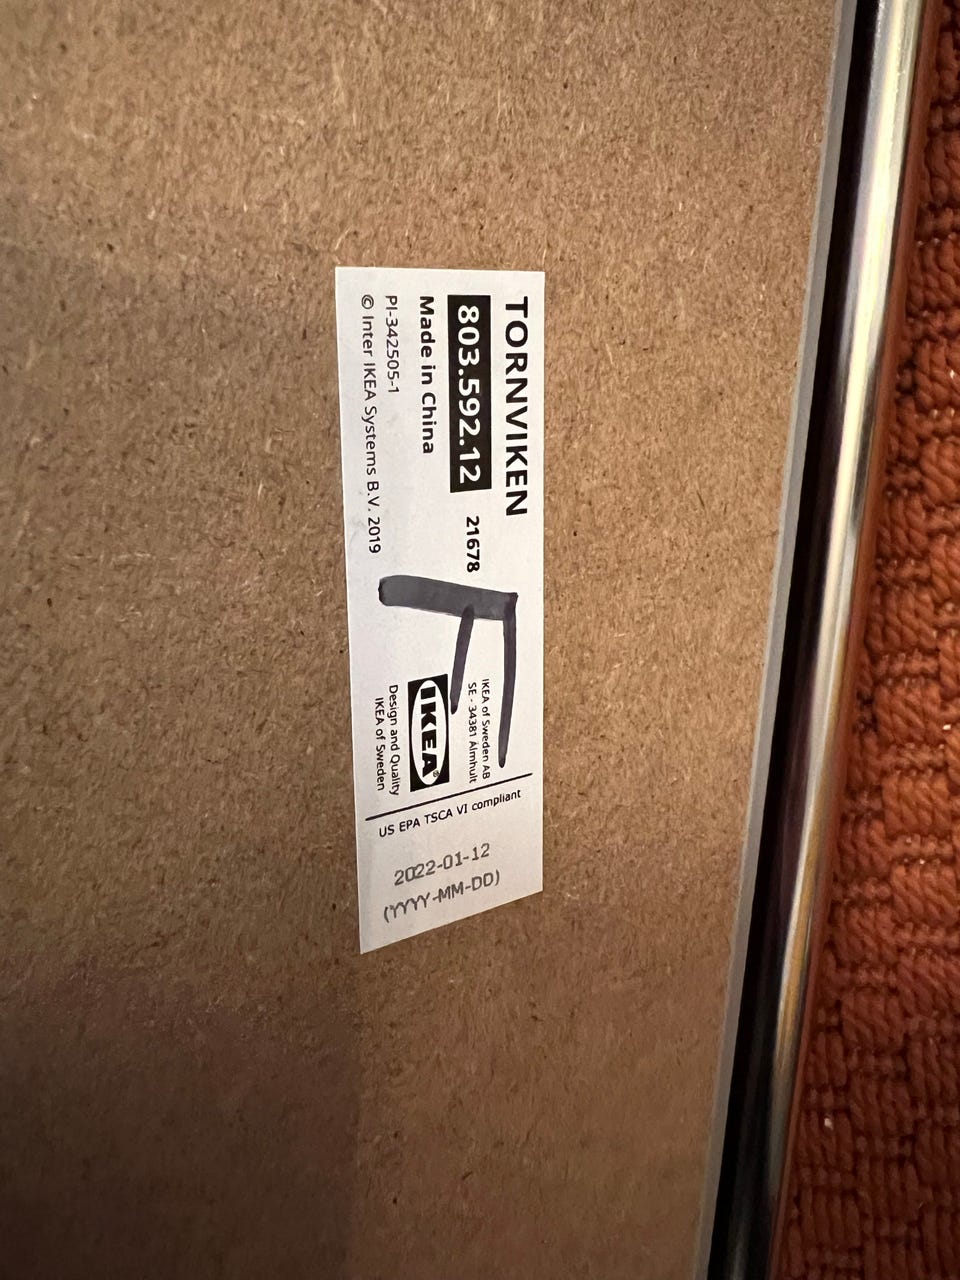 TORNVIKEN
803.592.12 21678
Made in China
PI-342505-1
© Inter IKEA Systems B.V. 2019
F
IKEA of Sweden AB
SE - 34381 Älmhult
IKEA®
Design and Quality
IKEA of Sweden
US EPA TSCA VI compliant
2022-01-12
(YYYY-MM-DD)